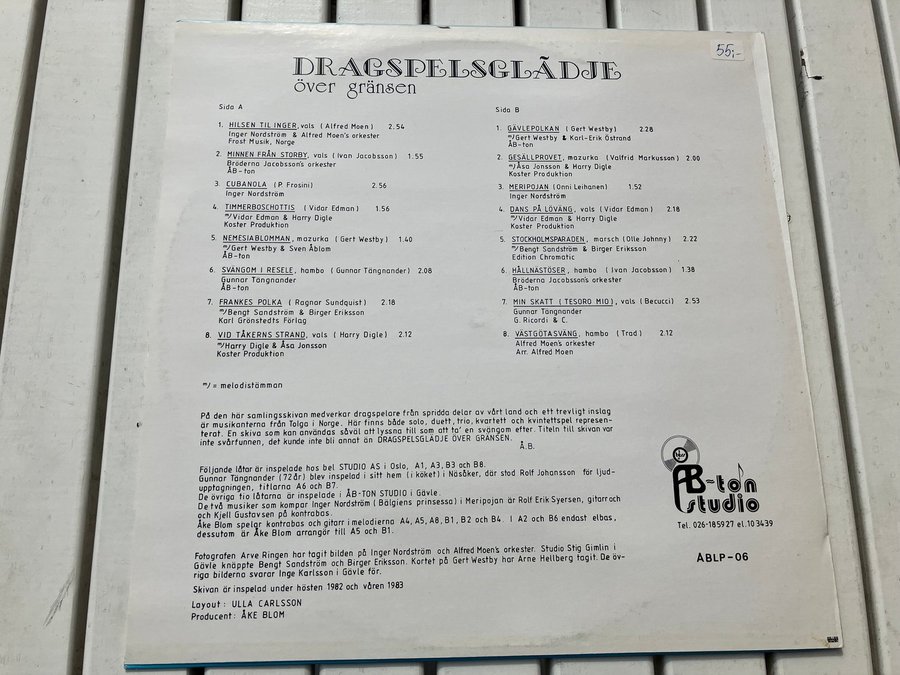 55:-
DRAGSPELSGLÄDJE
över gränsen
Sida A
1. HILSEN TIL INGER, vals (Alfred Moen) 2.54
Inger Nordström & Alfred Moen's orkester
Frost Musik, Norge
2. MINNEN FRÅN STORBY, vals (Ivan Jacobsson) 1.55
Bröderna Jacobsson's orkester
ÅB-ton
3. CUBANOLA (P. Frosini) 2.56
Inger Nordström
4. TIMMERBOSCHOTTIS (Vidar Edman) 1.56
m/Vidar Edman & Harry Digle
Koster Produktion
5. NEMESIABLOMMAN, mazurka (Gert Westby) 1.40
m/Gert Westby & Sven Åblom
ÅB-ton
6. SVÄNGOM I RESELE, hambo (Gunnar Tängnander) 2.08
Gunnar Tängnander
ÅB-ton
7. FRANKES POLKA (Ragnar Sundquist) 2.18
m/Bengt Sandström & Birger Eriksson
Karl Grönstedts Förlag
8. VID TÅKERNS STRAND, vals (Harry Digle) 2.12
m/Harry Digle & Åsa Jonsson
Koster Produktion
Sida B
1. GÄVLEPOLKAN (Gert Westby) 2.28
m/Gert Westby & Karl-Erik Östrand
ÅB-ton
2. GESÄLLPROVET, mazurka (Valfrid Markusson) 2.00
m/Åsa Jonsson & Harry Digle
Koster Produktion
3. MERIPOJAN (Onni Leihanen) 1.52
Inger Nordström
4. DANS PÅ LÖVÄNG, vals (Vidar Edman) 2.18
m/Vidar Edman & Harry Digle
Koster Produktion
5. STOCKHOLMSPARADEN, marsch (Olle Johnny) 2.22
m/Bengt Sandström & Birger Eriksson
Edition Chromatic
6. HÅLLNÄSTÖSER, hambo (Ivan Jacobsson) 1.38
Bröderna Jacobsson's orkester
ÅB-ton
7. MIN SKATT (TESORO MIO), vals (Becucci) 2.53
Gunnar Tängnander
G. Ricordi & C.
8. VÄSTGÖTASVÄNG, hambo (Trad) 2.12
Alfred Moen's orkester
Arr. Alfred Moen
m/ = melodistämman
På den här samlingsskivan medverkar dragspelare från spridda delar av vårt land och ett trevligt inslag
är musikanterna från Tolga i Norge. Här finns både solo, duett, trio, kvartett och kvintettspel represen-
terat. En skiva som kan användas såväl att lyssna till som att ta' en svängom efter. Titeln till skivan var
inte svårfunnen, det kunde inte bli annat än DRAGSPELSGLÄDJE ÖVER GRÄNSEN.
Å.B.
Följande låtar är inspelade hos bel STUDIO AS i Oslo, A1, A3, B3 och B8.
Gunnar Tängnander (72år) blev inspelad i sitt hem (i köket) i Näsåker, där stod Rolf Johansson för ljud-
upptagningen, titlarna A6 och B7.
De övriga tio låtarna är inspelade i ÅB-TON STUDIO i Gävle.
De två musiker som kompar Inger Nordström (Bälgiens prinsessa) i Meripojan är Rolf Erik Syersen, gitarr och
och Kjell Gustavsen på kontrabas.
Åke Blom spelar kontrabas och gitarr i melodierna A4, A5, A8, B1, B2 och B4. I A2 och B6 endast elbas,
dessutom är Åke Blom arrangör till A5 och B1.
Fotografen Arve Ringen har tagit bilden på Inger Nordström och Alfred Moen's orkester. Studio Stig Gimlin i
Gävle knäppte Bengt Sandström och Birger Eriksson. Kortet på Gert Westby har Arne Hellberg tagit. De öv-
riga bilderna svarar Inge Karlsson i Gävle för.
Skivan är inspelad under hösten 1982 och våren 1983
Layout: ULLA CARLSSON
Producent: ÅKE BLOM
ÅB-ton
studio
Tel. 026-185927 el. 103439
ABLP-06